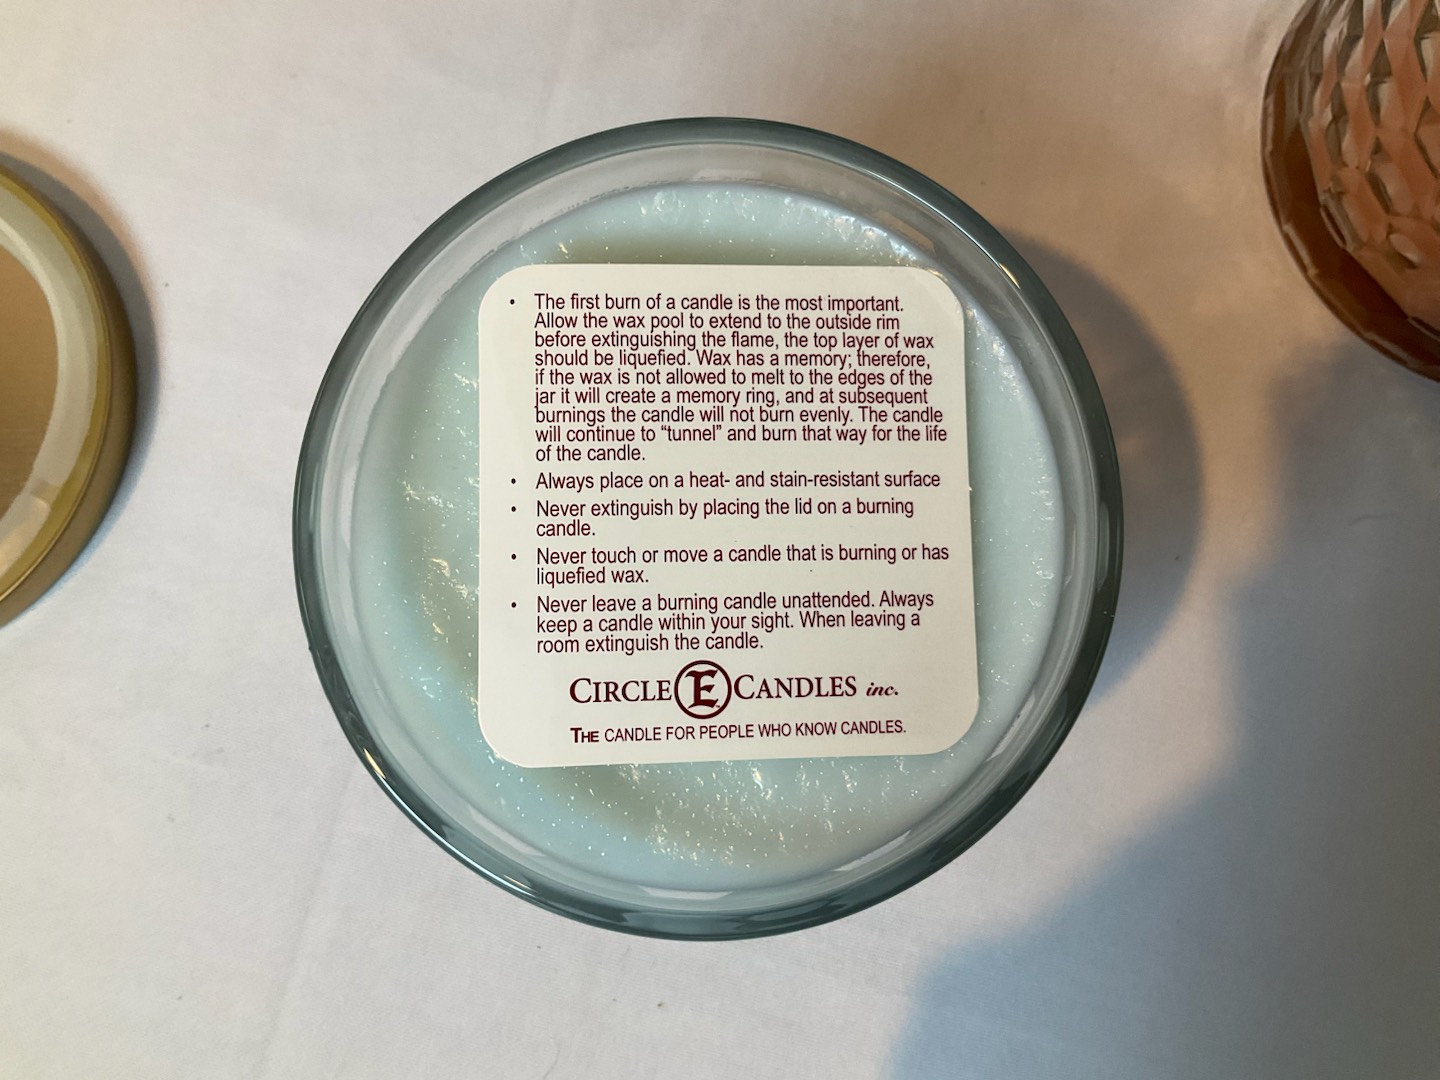 • The first burn of a candle is the most important.
Allow the wax pool to extend to the outside rim
before extinguishing the flame, the top layer of wax
should be liquefied. Wax has a memory; therefore,
if the wax is not allowed to melt to the edges of the
jar it will create a memory ring, and at subsequent
burnings the candle will not burn evenly. The candle
will continue to “tunnel” and burn that way for the life
of the candle.
• Always place on a heat- and stain-resistant surface
• Never extinguish by placing the lid on a burning
candle.
• Never touch or move a candle that is burning or has
liquefied wax.
• Never leave a burning candle unattended. Always
keep a candle within your sight. When leaving a
room extinguish the candle.
CIRCLE E CANDLES inc.
THE CANDLE FOR PEOPLE WHO KNOW CANDLES.